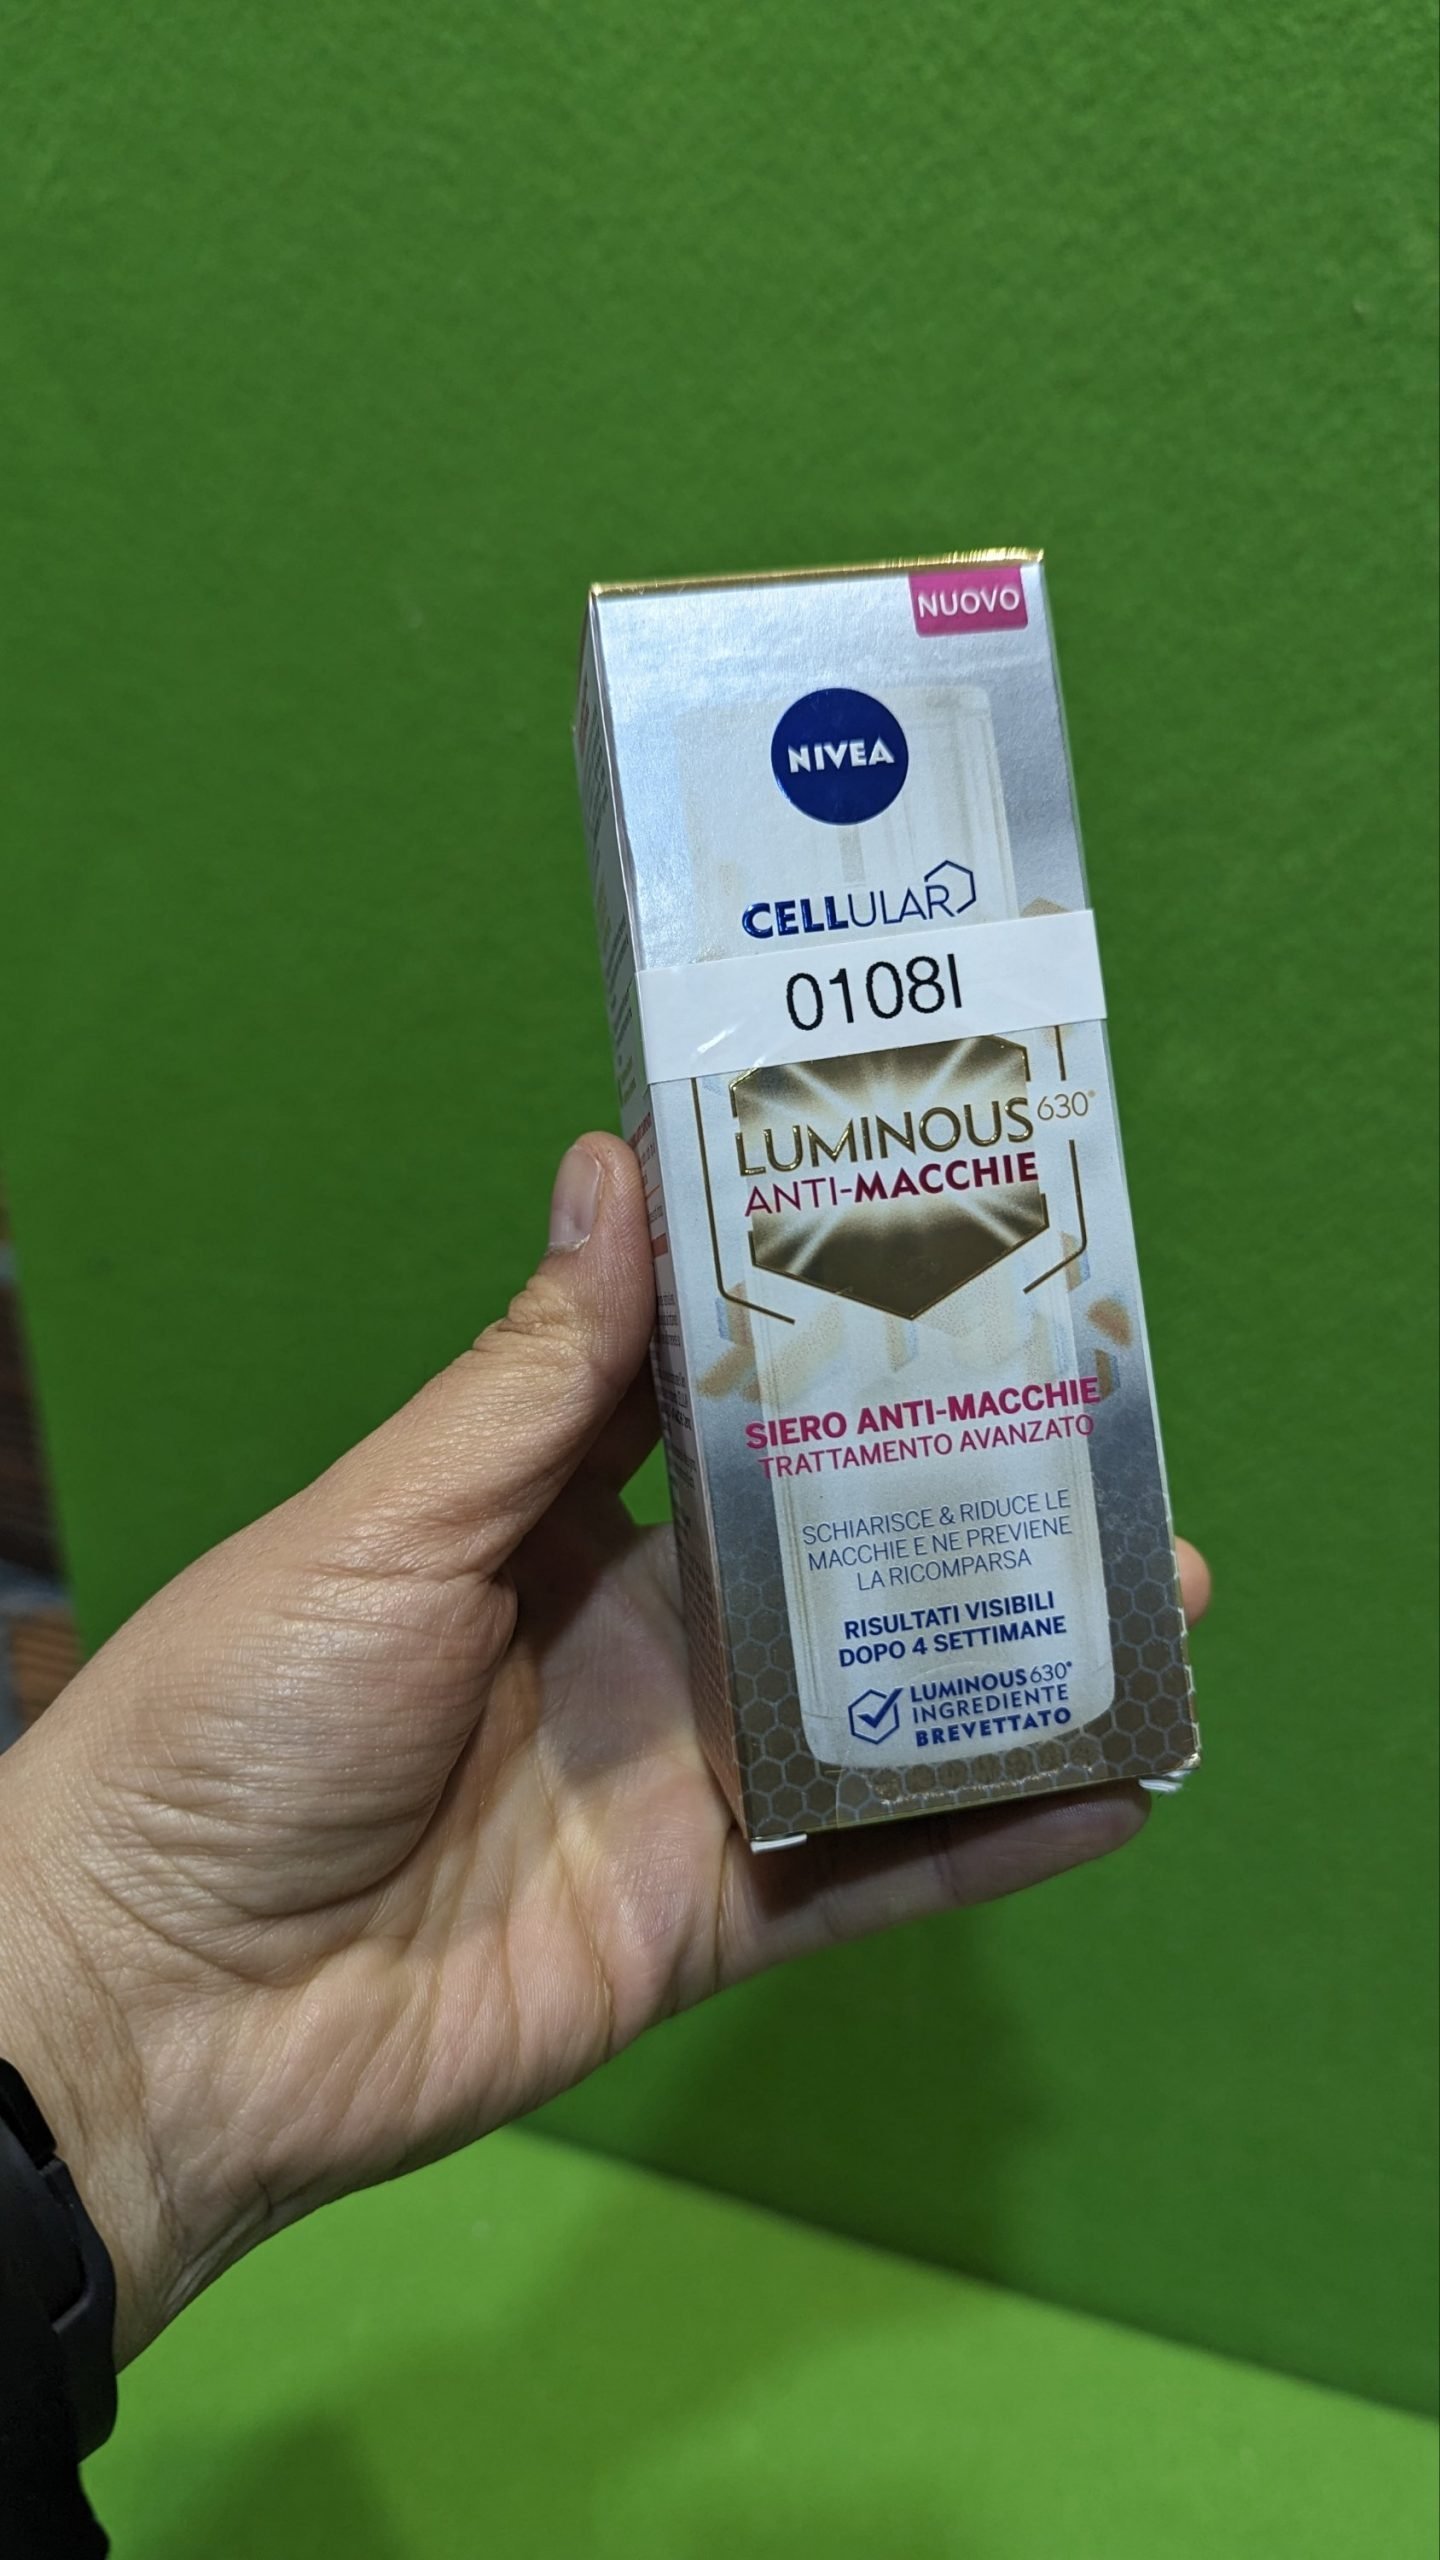 NUOVO
NIVEA
CELLULAR
0108I
LUMINOUS630®
ANTI-MACCHIE
SIERO ANTI-MACCHIE
TRATTAMENTO AVANZATO
SCHIARISCE & RIDUCE LE
MACCHIE E NE PREVIENE
LA RICOMPARSA
RISULTATI VISIBILI
DOPO 4 SETTIMANE
LUMINOUS630®
INGREDIENTE
BREVETTATO